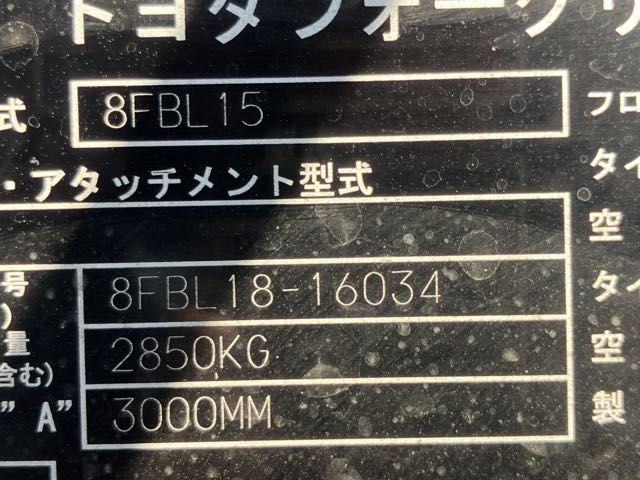 トヨタフォークリ
式 8FBL15 フロ
・アタッチメント型式 タイ
空
号 8FBL18-16034 タイ
)
量 2850KG 空
含む)
" A" 3000MM 製